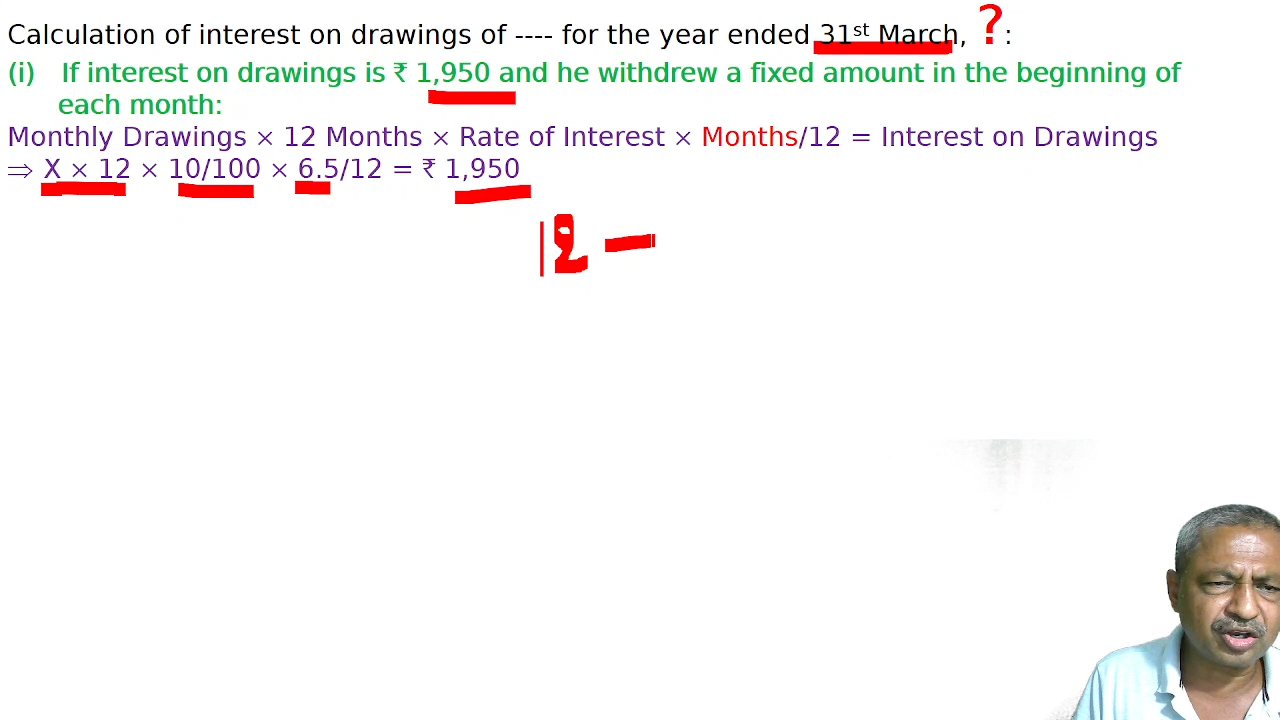 Calculation of interest on drawings of ---- for the year ended 31st March, ?:
(i) If interest on drawings is ₹ 1,950 and he withdrew a fixed amount in the beginning of
each month:
Monthly Drawings × 12 Months × Rate of Interest × Months/12 = Interest on Drawings
⇒ X × 12 × 10/100 × 6.5/12 = ₹ 1,950
12 –